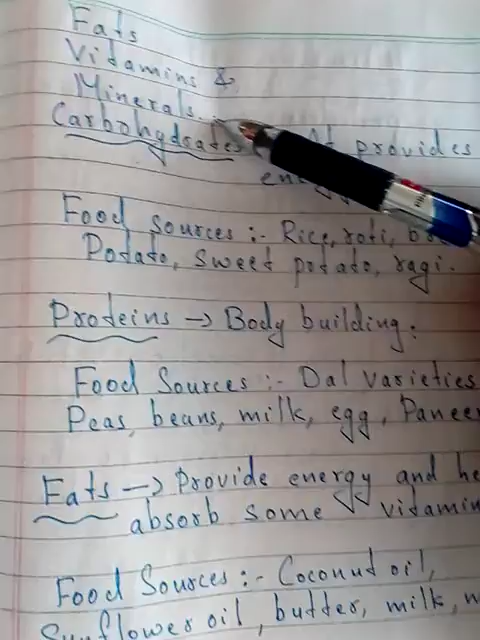 Fats
Vitamins &
Minerals.
Carbohydrates It provides
Food sources :- Rice, roti,
Potato, sweet potato, ragi.
Proteins → Body building.
Food Sources :- Dal varieties
Peas, beans, milk, egg, Paneer
Fats → Provide energy and
absorb some vitamin
Food Sources :- Coconut oil,
Sunflower oil, butter, milk,